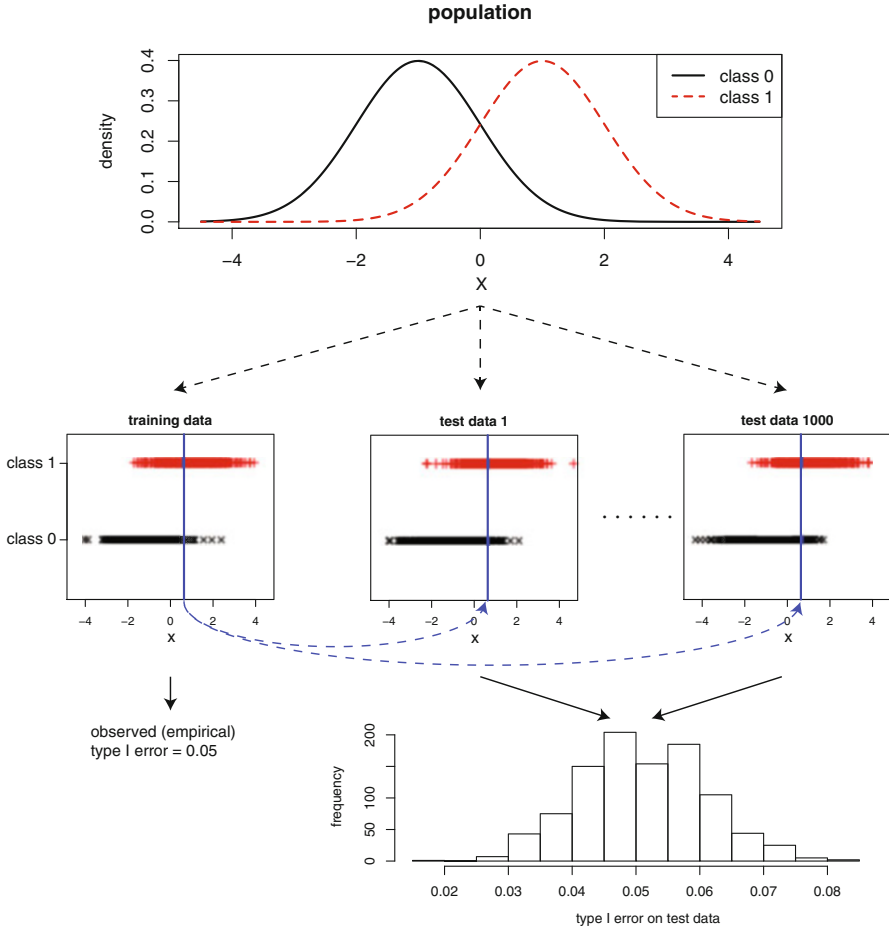 population
class 0
class 1
density
0.0 0.1 0.2 0.3 0.4
−4 −2 0 2 4
X
training data
test data 1
test data 1000
class 1
class 0
. . . . . . .
−4 −2 0 2 4
x
−4 −2 0 2 4
x
−4 −2 0 2 4
x
observed (empirical)
type I error = 0.05
frequency
0 50 100 200
0.02 0.03 0.04 0.05 0.06 0.07 0.08
type I error on test data